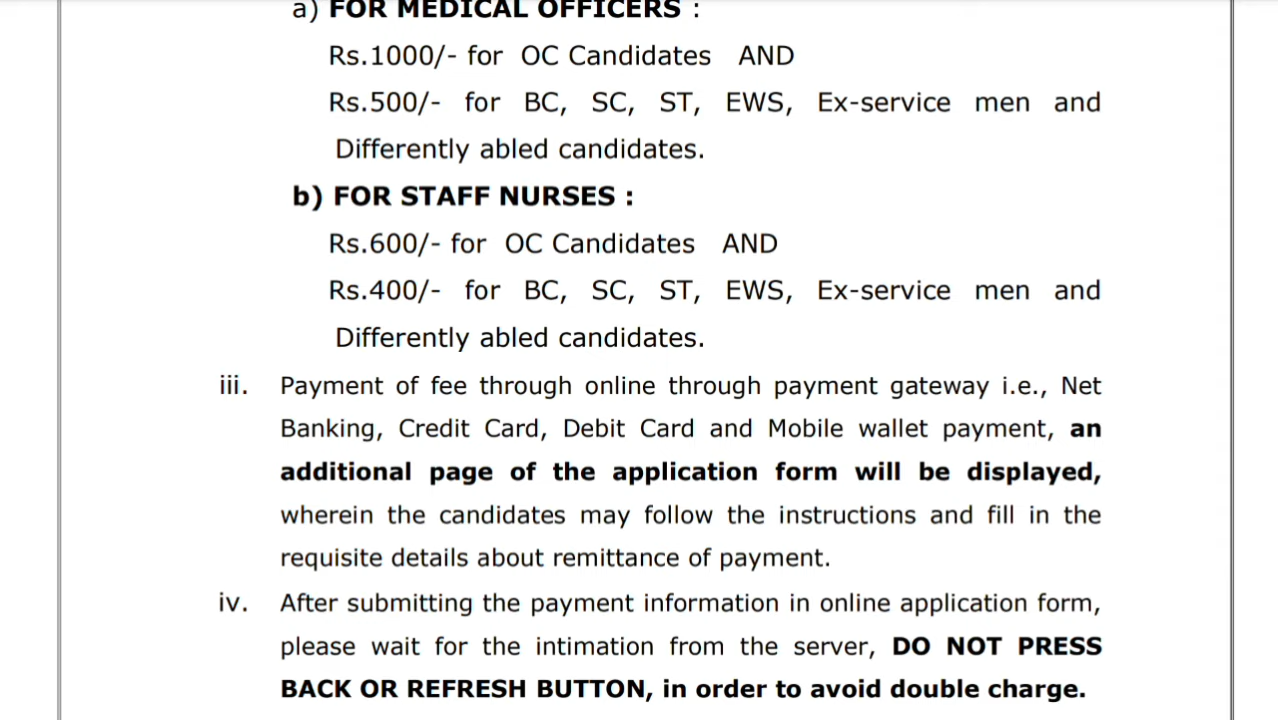 a) FOR MEDICAL OFFICERS :
Rs.1000/- for OC Candidates AND
Rs.500/- for BC, SC, ST, EWS, Ex-service men and
Differently abled candidates.
b) FOR STAFF NURSES :
Rs.600/- for OC Candidates AND
Rs.400/- for BC, SC, ST, EWS, Ex-service men and
Differently abled candidates.
iii. Payment of fee through online through payment gateway i.e., Net
Banking, Credit Card, Debit Card and Mobile wallet payment, an
additional page of the application form will be displayed,
wherein the candidates may follow the instructions and fill in the
requisite details about remittance of payment.
iv. After submitting the payment information in online application form,
please wait for the intimation from the server, DO NOT PRESS
BACK OR REFRESH BUTTON, in order to avoid double charge.